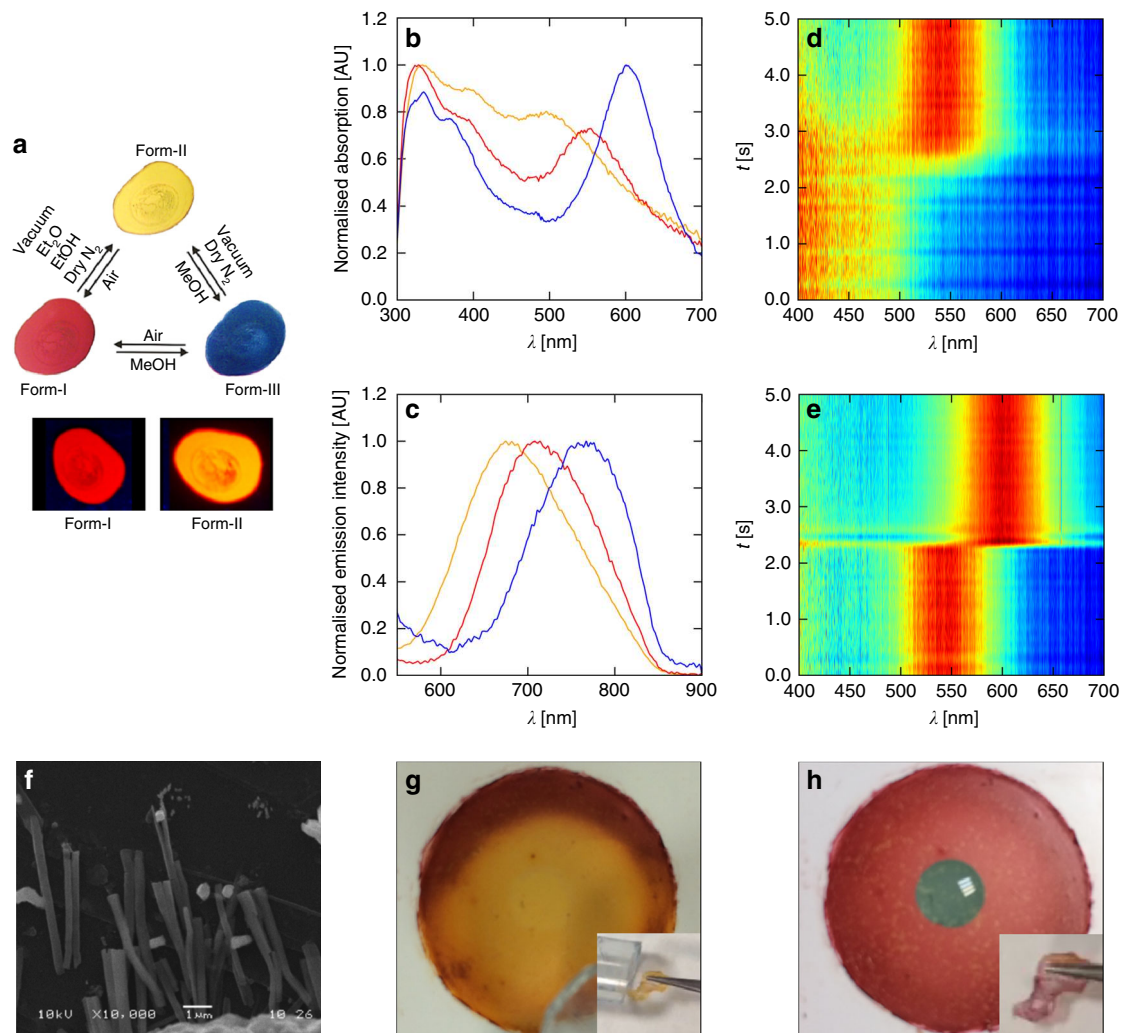 a
Form-II
Vacuum
Et2O
EtOH
Dry N2
Air
Vacuum
Dry N2
MeOH
Air
MeOH
Form-I
Form-III
Form-I
Form-II
b
Normalised absorption [AU]
1.2
1.0
0.8
0.6
0.4
0.2
0.0
300 400 500 600 700
λ [nm]
c
Normalised emission intensity [AU]
1.2
1.0
0.8
0.6
0.4
0.2
0.0
600 700 800 900
λ [nm]
d
t [s]
5.0
4.0
3.0
2.0
1.0
0.0
400 450 500 550 600 650 700
λ [nm]
e
t [s]
5.0
4.0
3.0
2.0
1.0
0.0
400 450 500 550 600 650 700
λ [nm]
f
10kV X10,000 1µm 10 26
g
h